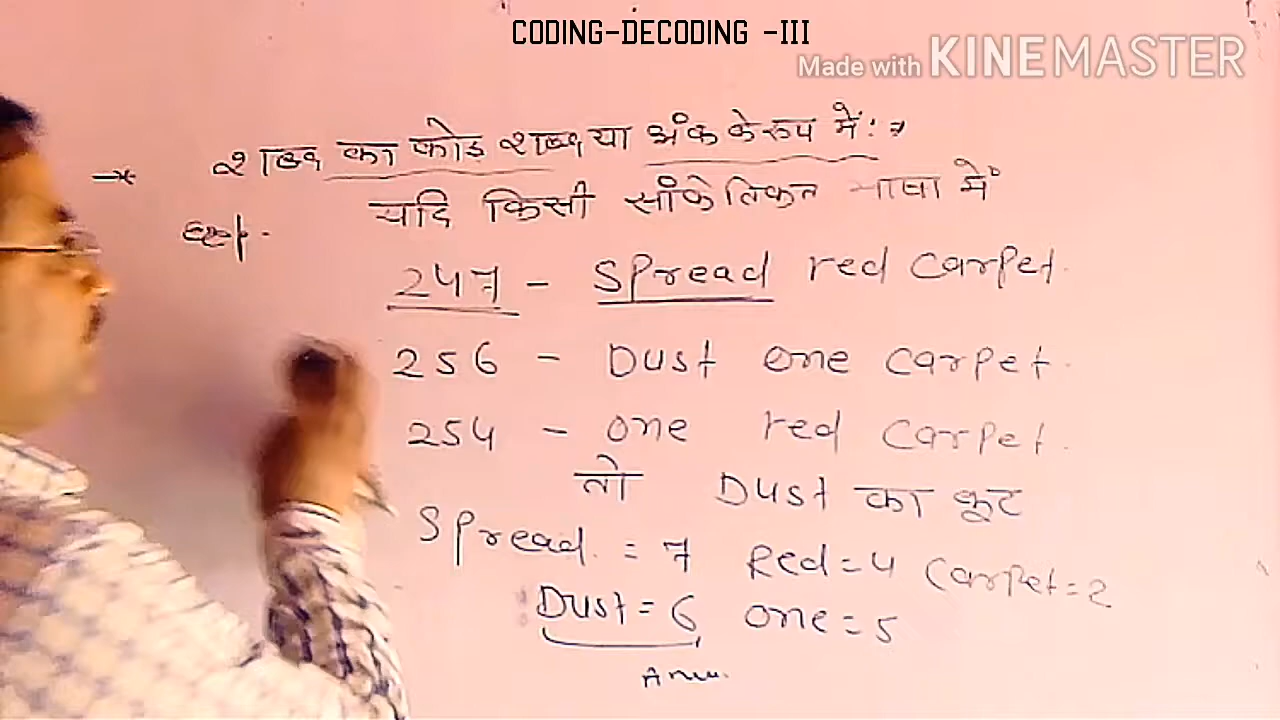 CODING-DECODING -III
Made with KINEMASTER
→ शब्द का कोड शब्द या अंक के रूप में :→
यदि किसी सांकेतिकत भाषा में
247 - Spread red carpet.
256 - Dust one carpet.
254 - one red carpet.
तो Dust का कूट
Spread. = 7 Red = 4 Carpet = 2
Dust = 6 one = 5